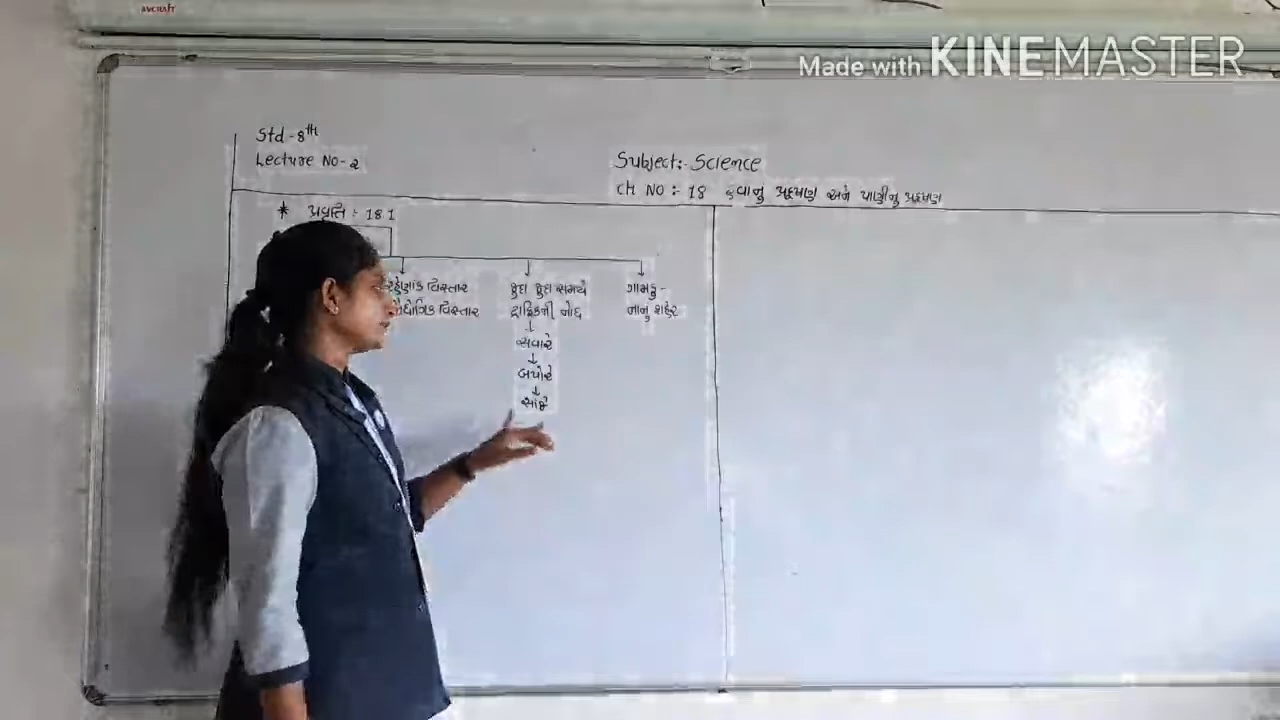 AVCRAFT
Made with KINEMASTER
Std - 8th
Lecture No - 2
Subject:- Science
CH NO :- 18 હવાનુ પ્રદૂષણ અને પાણીનુ પ્રદૂષણ
* પ્રવૃતિ :- 18.1
રહેણાંક વિસ્તાર
ઔદ્યોગિક વિસ્તાર
જુદા જુદા સમયે
ટ્રાફિકની નોંધ
↓
સવારે
↓
બપોરે
↓
સાંજે
ગામડુ -
નાનું શહેર